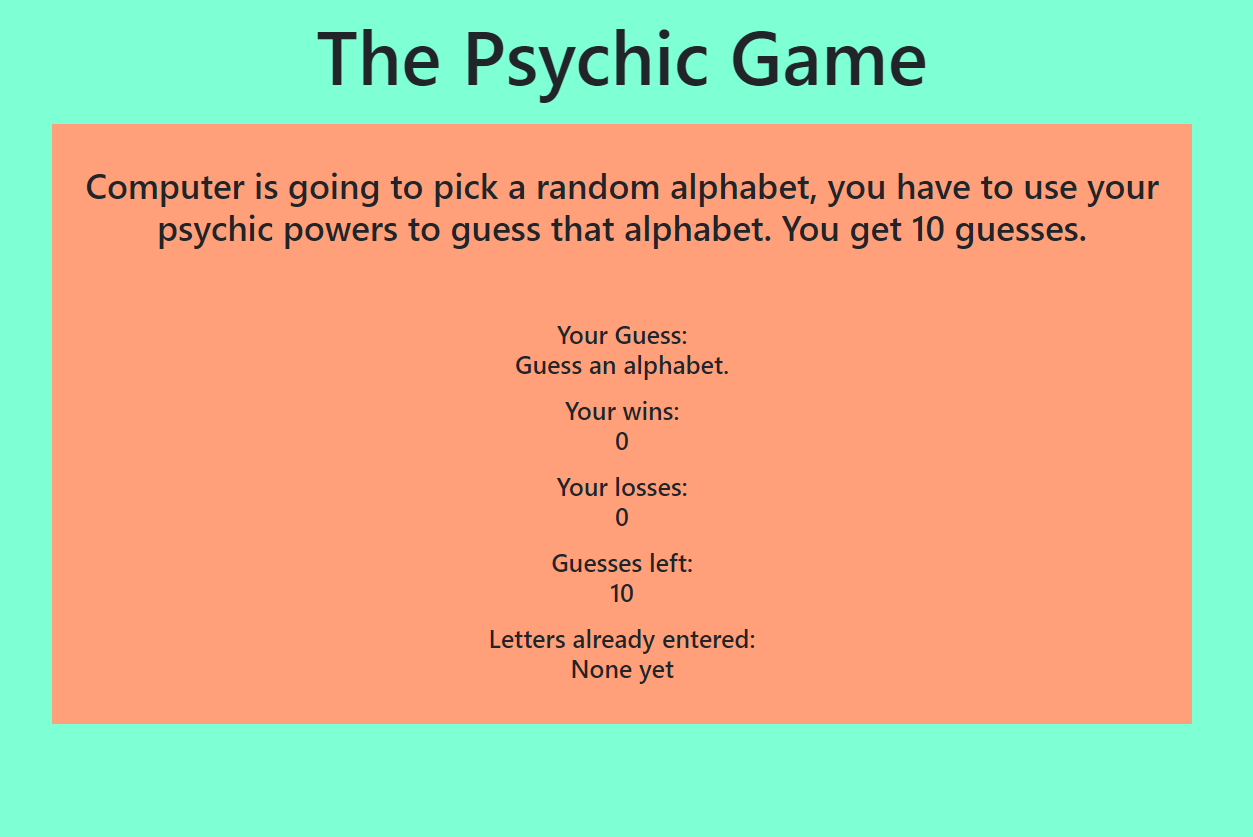 The Psychic Game
Computer is going to pick a random alphabet, you have to use your
psychic powers to guess that alphabet. You get 10 guesses.
Your Guess:
Guess an alphabet.
Your wins:
0
Your losses:
0
Guesses left:
10
Letters already entered:
None yet